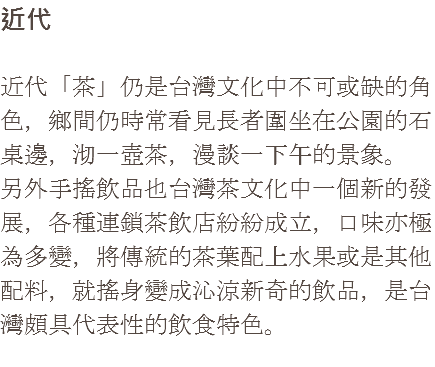 近代
近代「茶」仍是台灣文化中不可或缺的角
色，鄉間仍時常看見長者圍坐在公園的石
桌邊，沏一壺茶，漫談一下午的景象。
另外手搖飲品也台灣茶文化中一個新的發
展，各種連鎖茶飲店紛紛成立，口味亦極
為多變，將傳統的茶葉配上水果或是其他
配料，就搖身變成沁涼新奇的飲品，是台
灣頗具代表性的飲食特色。